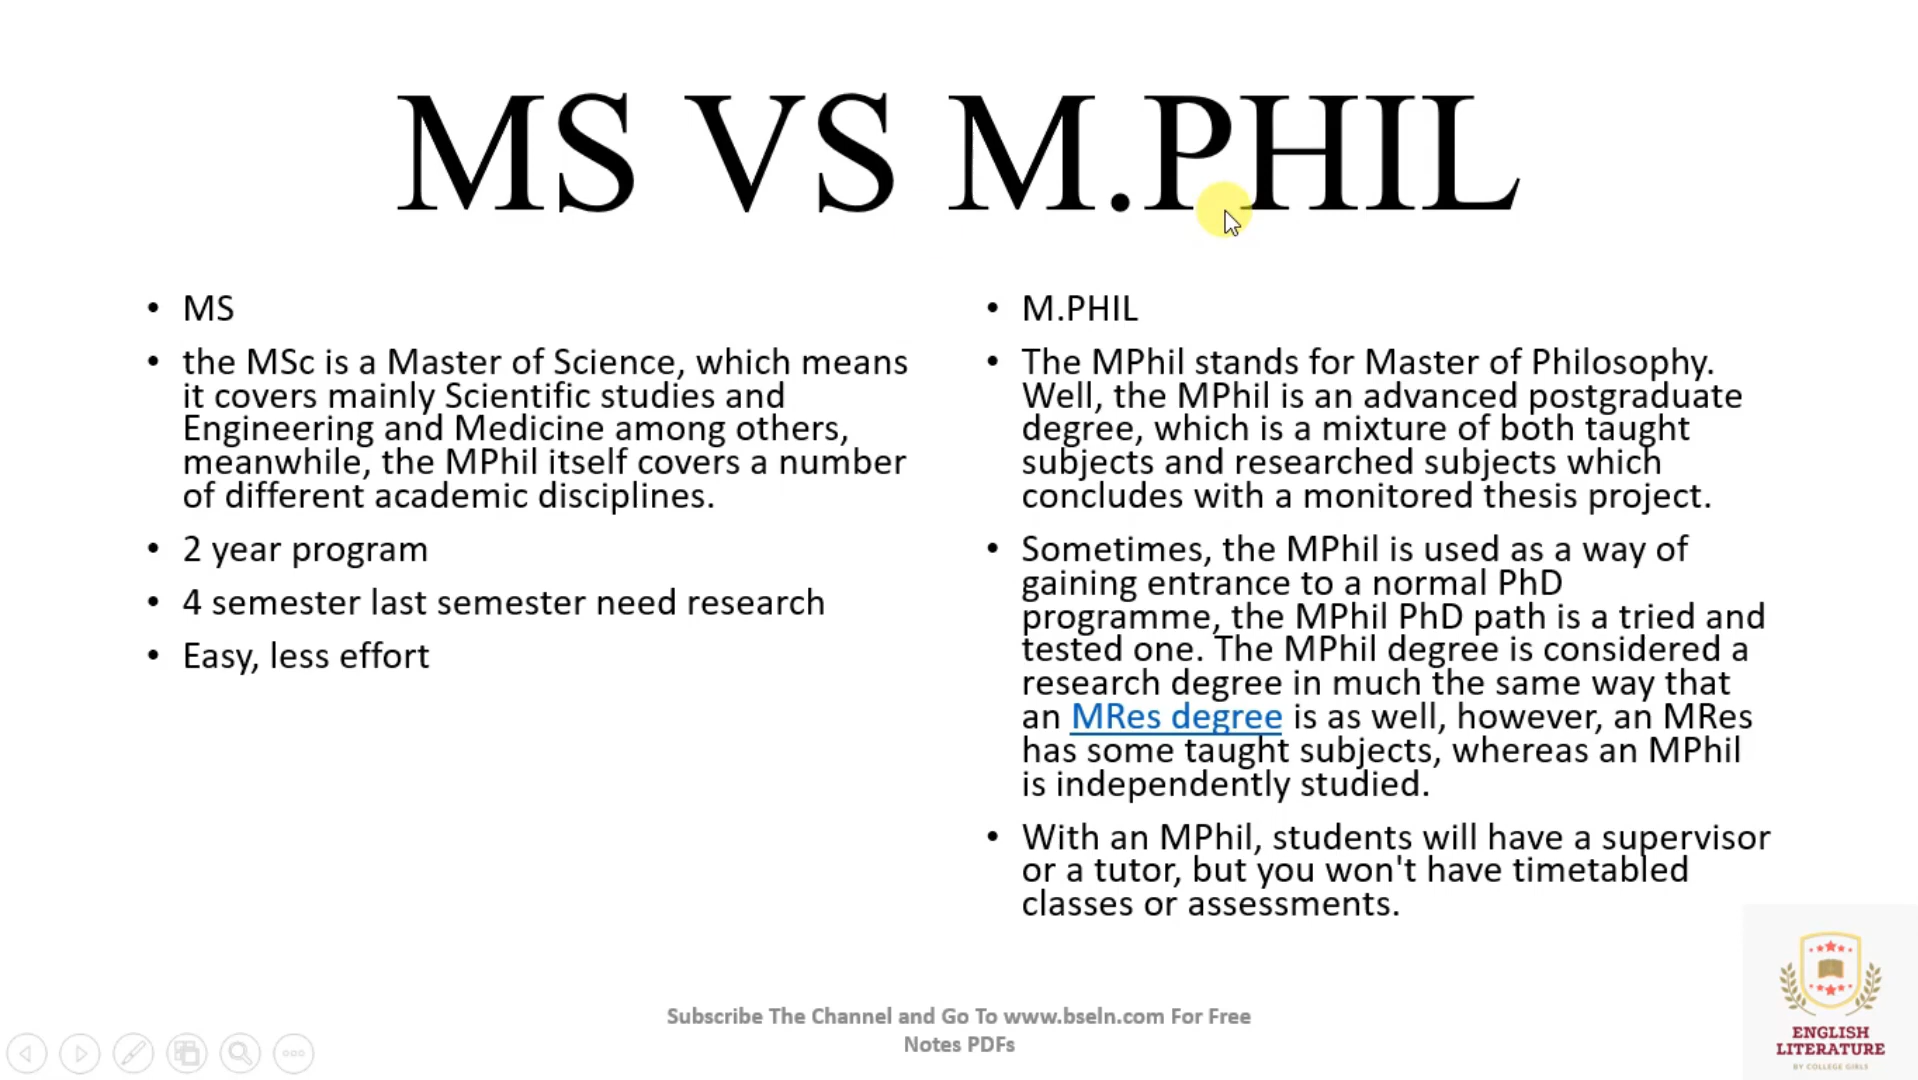 MS VS M.PHIL
• MS
• the MSc is a Master of Science, which means
it covers mainly Scientific studies and
Engineering and Medicine among others,
meanwhile, the MPhil itself covers a number
of different academic disciplines.
• 2 year program
• 4 semester last semester need research
• Easy, less effort
• M.PHIL
• The MPhil stands for Master of Philosophy.
Well, the MPhil is an advanced postgraduate
degree, which is a mixture of both taught
subjects and researched subjects which
concludes with a monitored thesis project.
• Sometimes, the MPhil is used as a way of
gaining entrance to a normal PhD
programme, the MPhil PhD path is a tried and
tested one. The MPhil degree is considered a
research degree in much the same way that
an MRes degree is as well, however, an MRes
has some taught subjects, whereas an MPhil
is independently studied.
• With an MPhil, students will have a supervisor
or a tutor, but you won't have timetabled
classes or assessments.
Subscribe The Channel and Go To www.bseln.com For Free
Notes PDFs
ENGLISH
LITERATURE
BY COLLEGE GIRLS